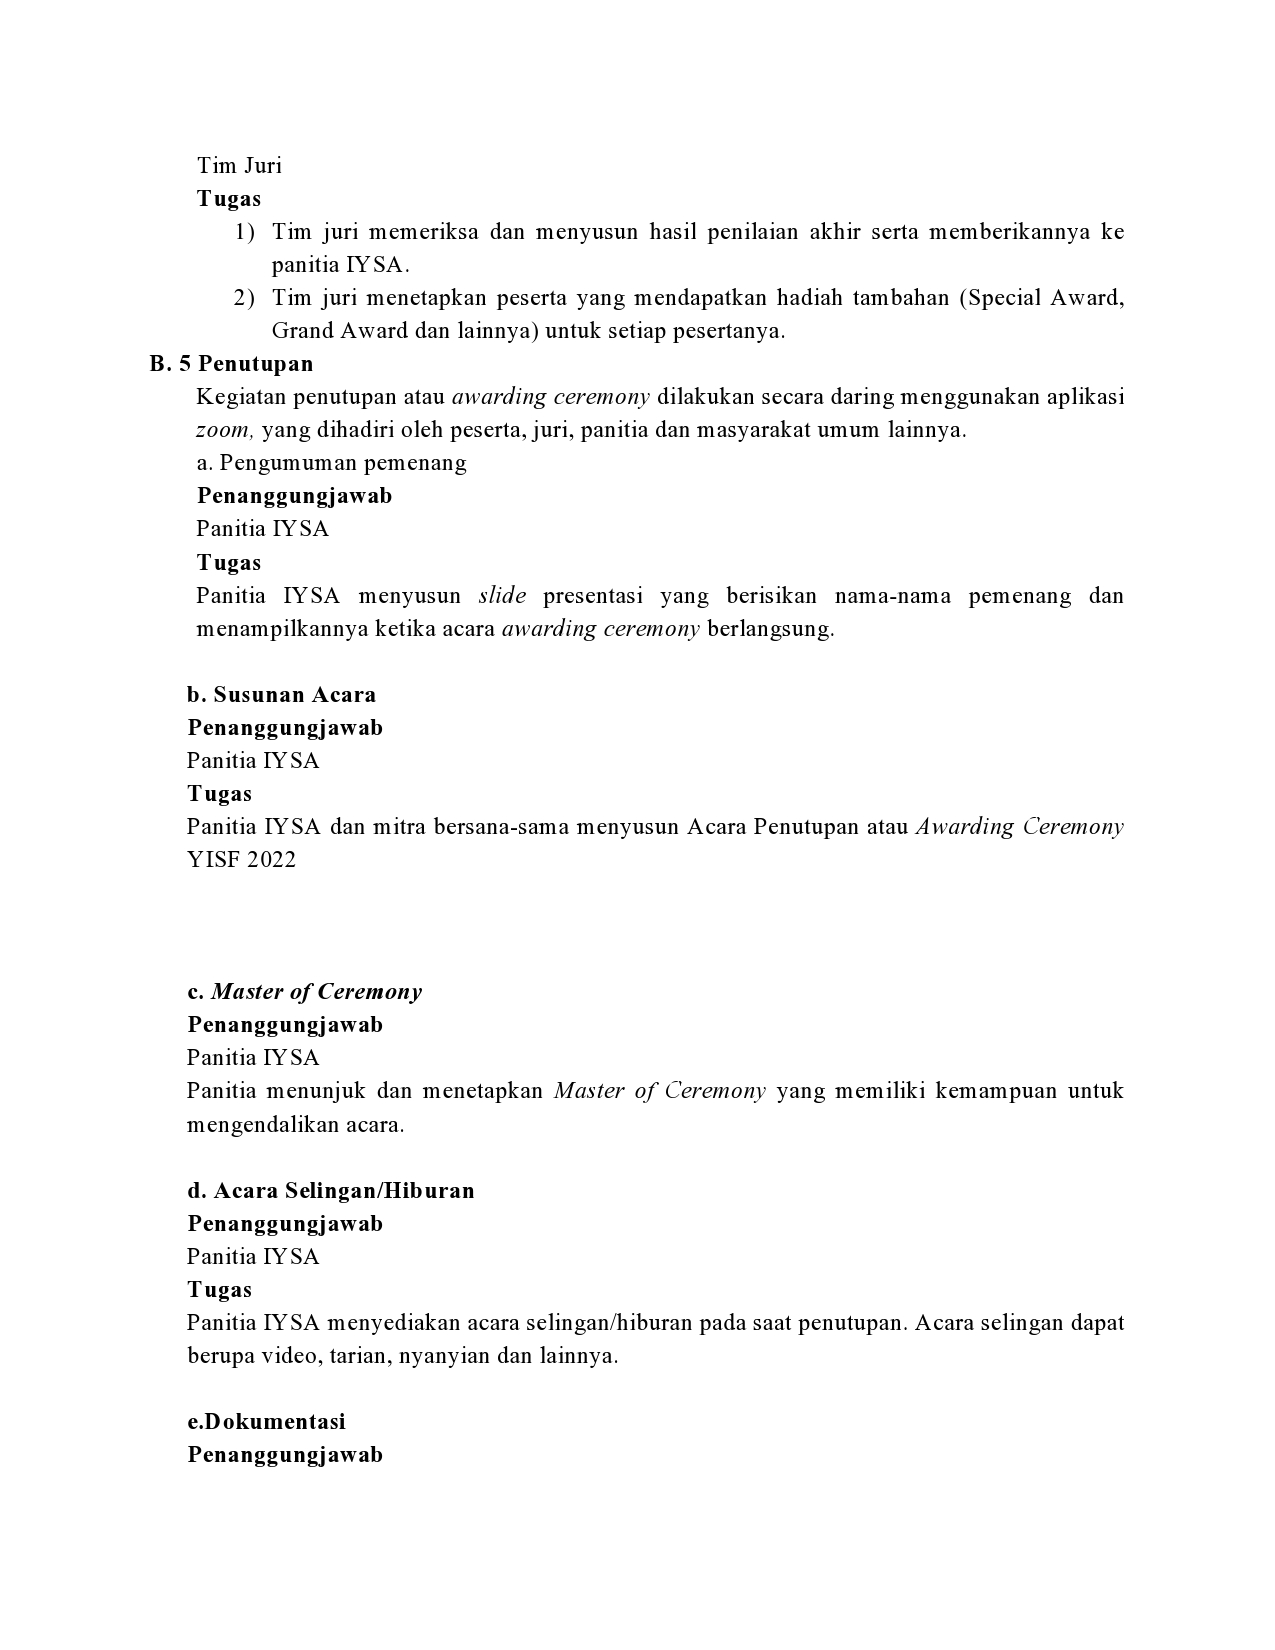 Tim Juri
Tugas
1) Tim juri memeriksa dan menyusun hasil penilaian akhir serta memberikannya ke
panitia IYSA.
2) Tim juri menetapkan peserta yang mendapatkan hadiah tambahan (Special Award,
Grand Award dan lainnya) untuk setiap pesertanya.
B. 5 Penutupan
Kegiatan penutupan atau awarding ceremony dilakukan secara daring menggunakan aplikasi
zoom, yang dihadiri oleh peserta, juri, panitia dan masyarakat umum lainnya.
a. Pengumuman pemenang
Penanggungjawab
Panitia IYSA
Tugas
Panitia IYSA menyusun slide presentasi yang berisikan nama-nama pemenang dan
menampilkannya ketika acara awarding ceremony berlangsung.
b. Susunan Acara
Penanggungjawab
Panitia IYSA
Tugas
Panitia IYSA dan mitra bersana-sama menyusun Acara Penutupan atau Awarding Ceremony
YISF 2022
c. Master of Ceremony
Penanggungjawab
Panitia IYSA
Panitia menunjuk dan menetapkan Master of Ceremony yang memiliki kemampuan untuk
mengendalikan acara.
d. Acara Selingan/Hiburan
Penanggungjawab
Panitia IYSA
Tugas
Panitia IYSA menyediakan acara selingan/hiburan pada saat penutupan. Acara selingan dapat
berupa video, tarian, nyanyian dan lainnya.
e.Dokumentasi
Penanggungjawab